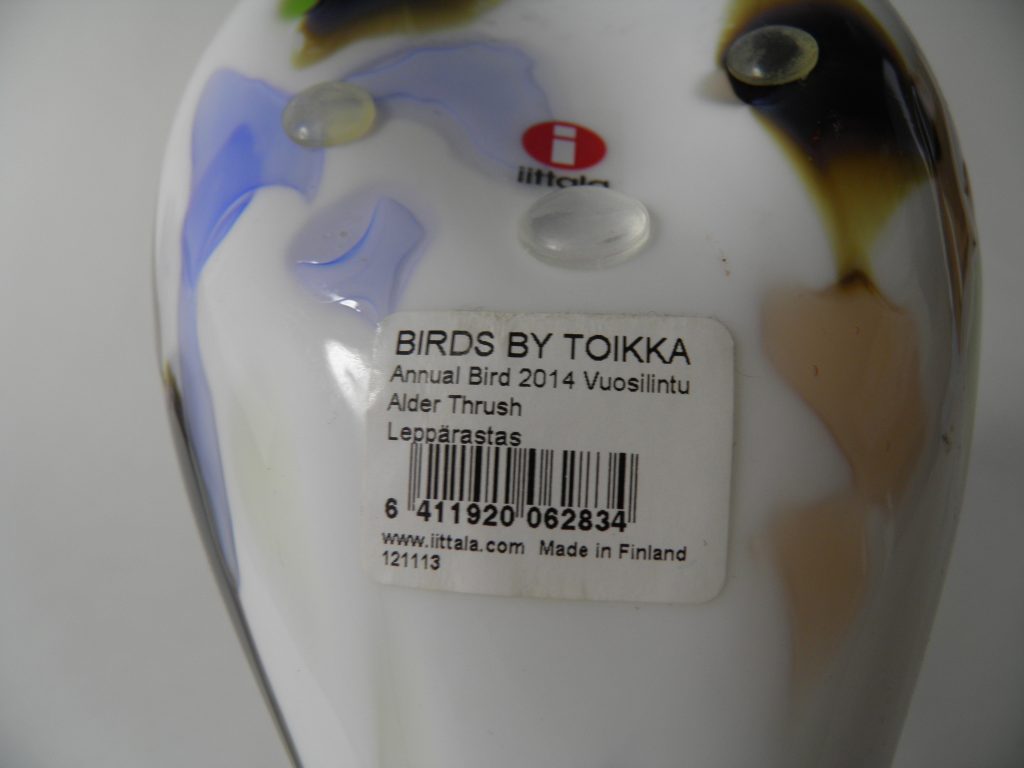 i
iittala
BIRDS BY TOIKKA
Annual Bird 2014 Vuosilintu
Alder Thrush
Leppärastas
6 411920 062834
www.iittala.com Made in Finland
121113